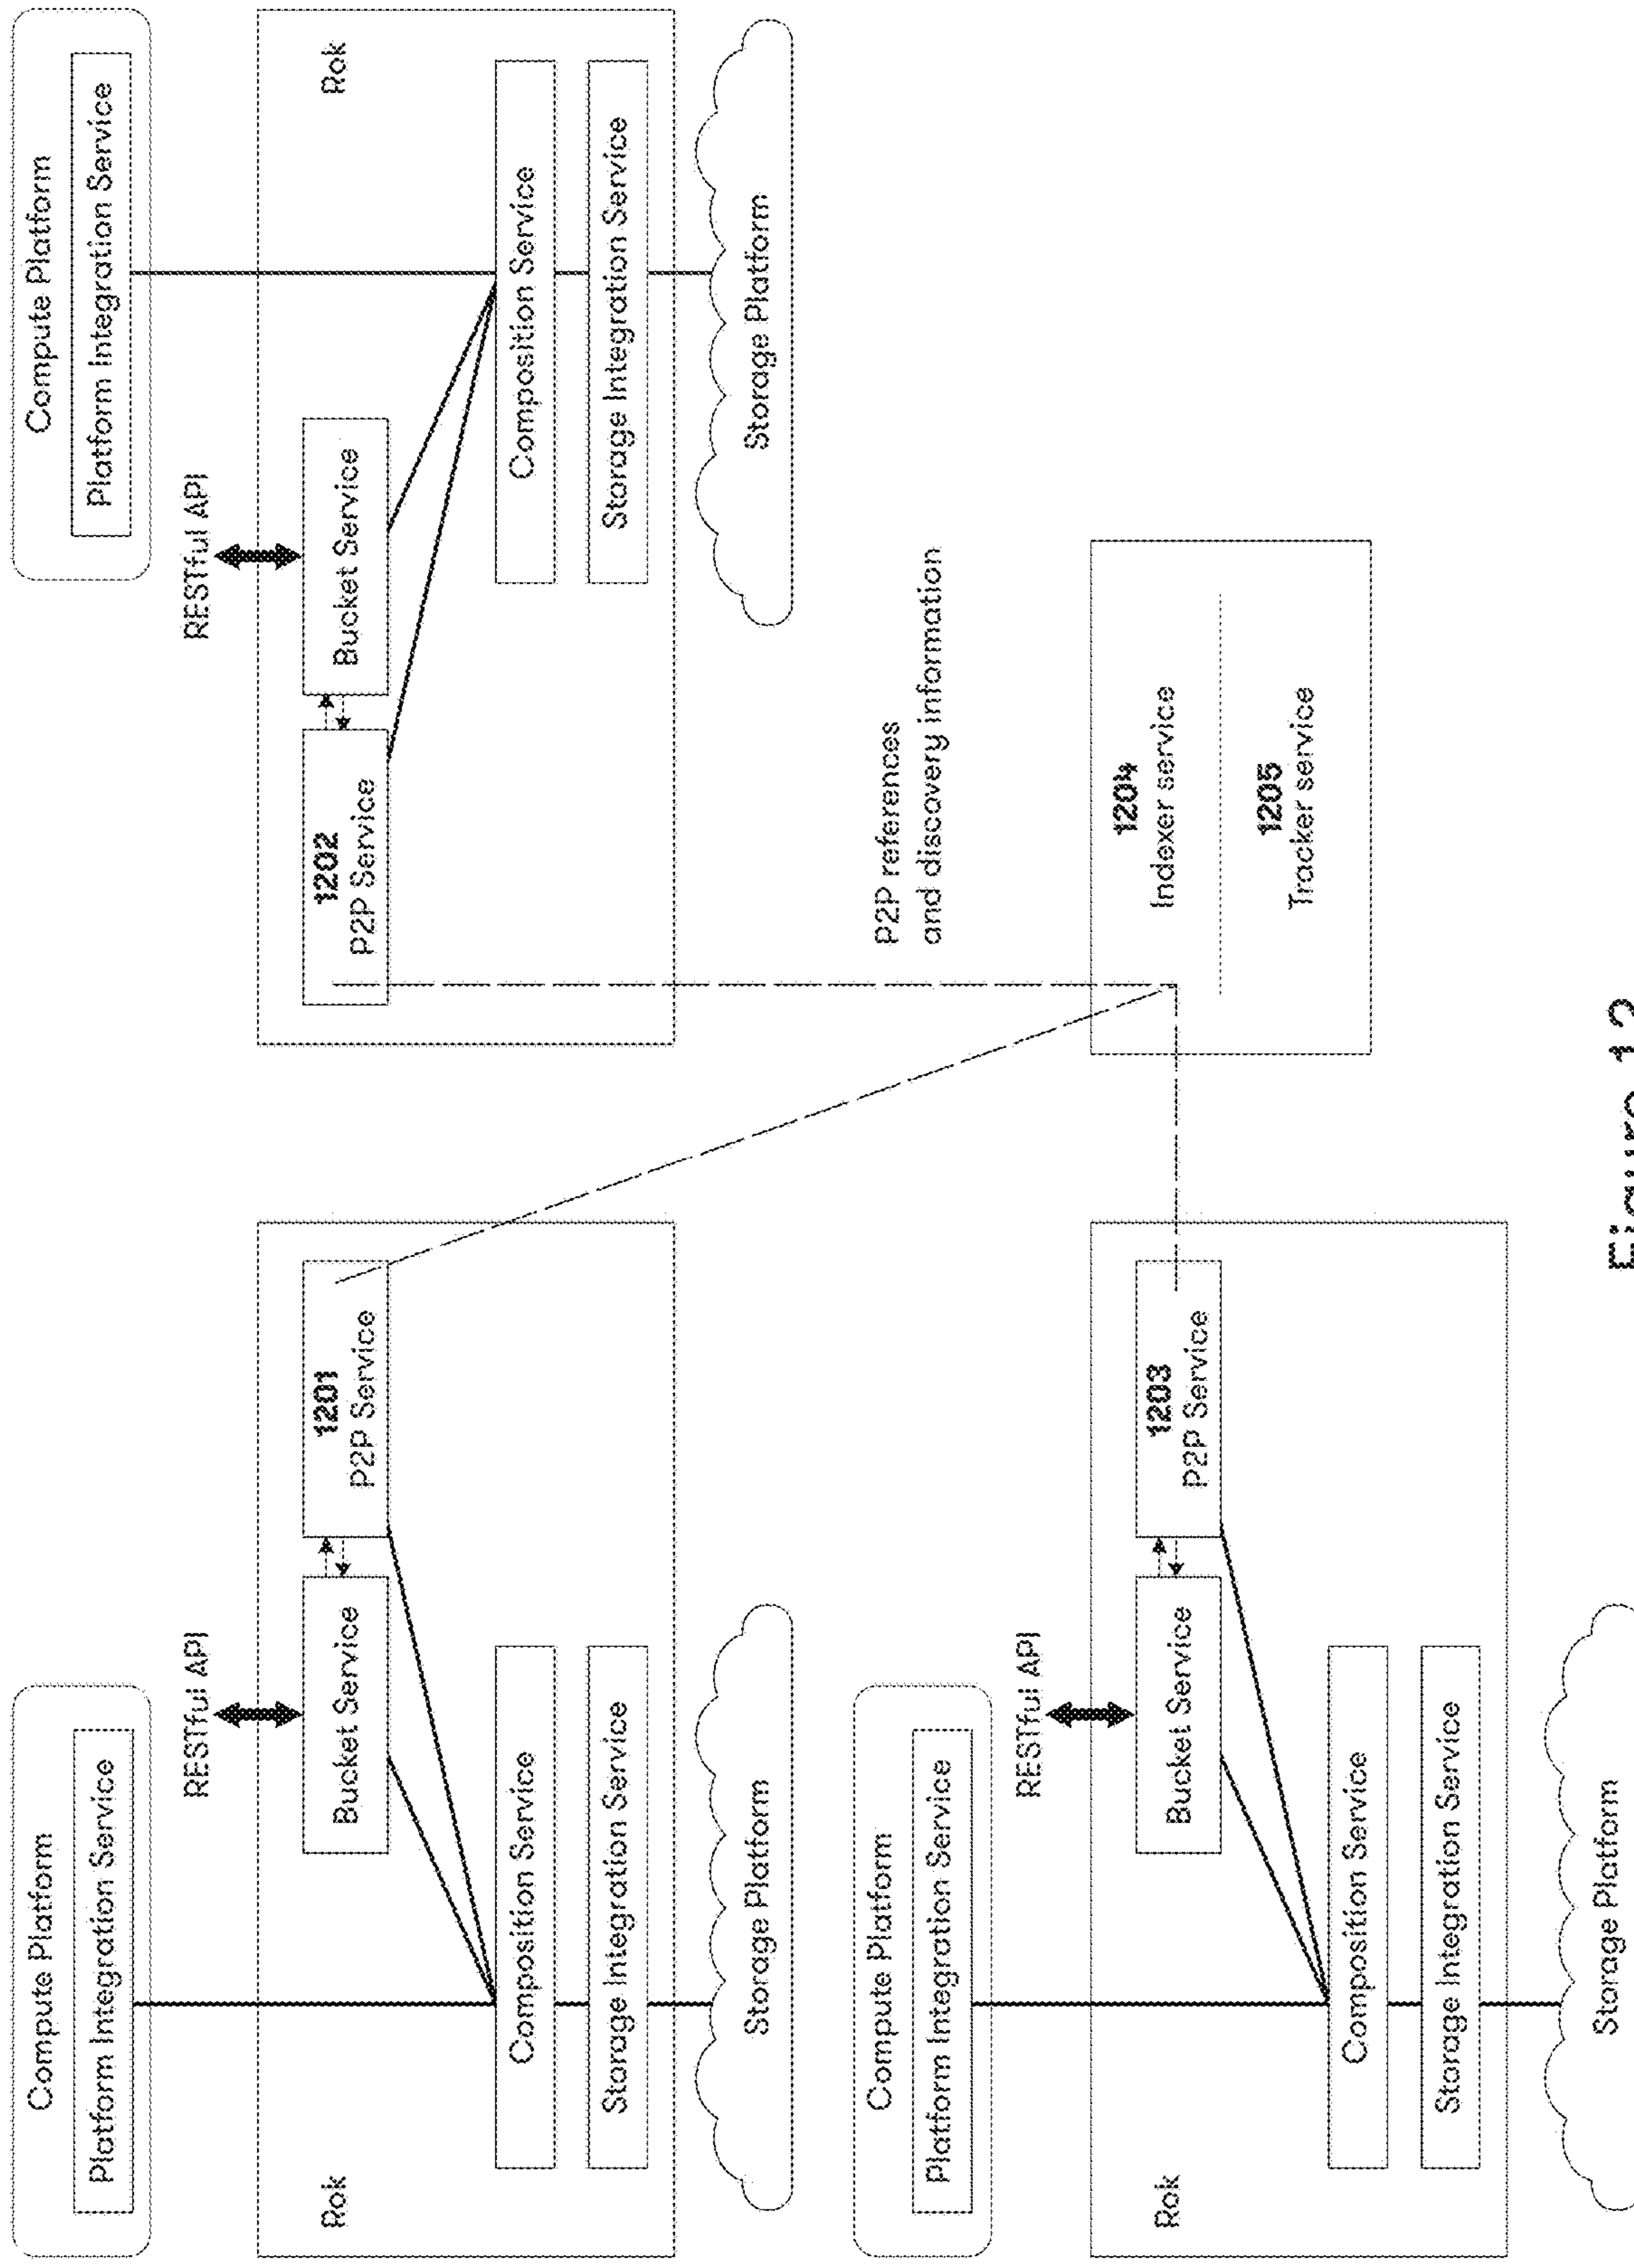 Compute Platform
Platform Integration Service
RESTful API
Rok
Bucket Service
1201
P2P Service
Composition Service
Storage Integration Service
Storage Platform
Compute Platform
Platform Integration Service
RESTful API
Rok
1202
P2P Service
Bucket Service
Composition Service
Storage Integration Service
Storage Platform
Compute Platform
Platform Integration Service
RESTful API
Rok
Bucket Service
1203
P2P Service
Composition Service
Storage Integration Service
Storage Platform
P2P references
and discovery information
1204
Indexer service
1205
Tracker service
Figure 12